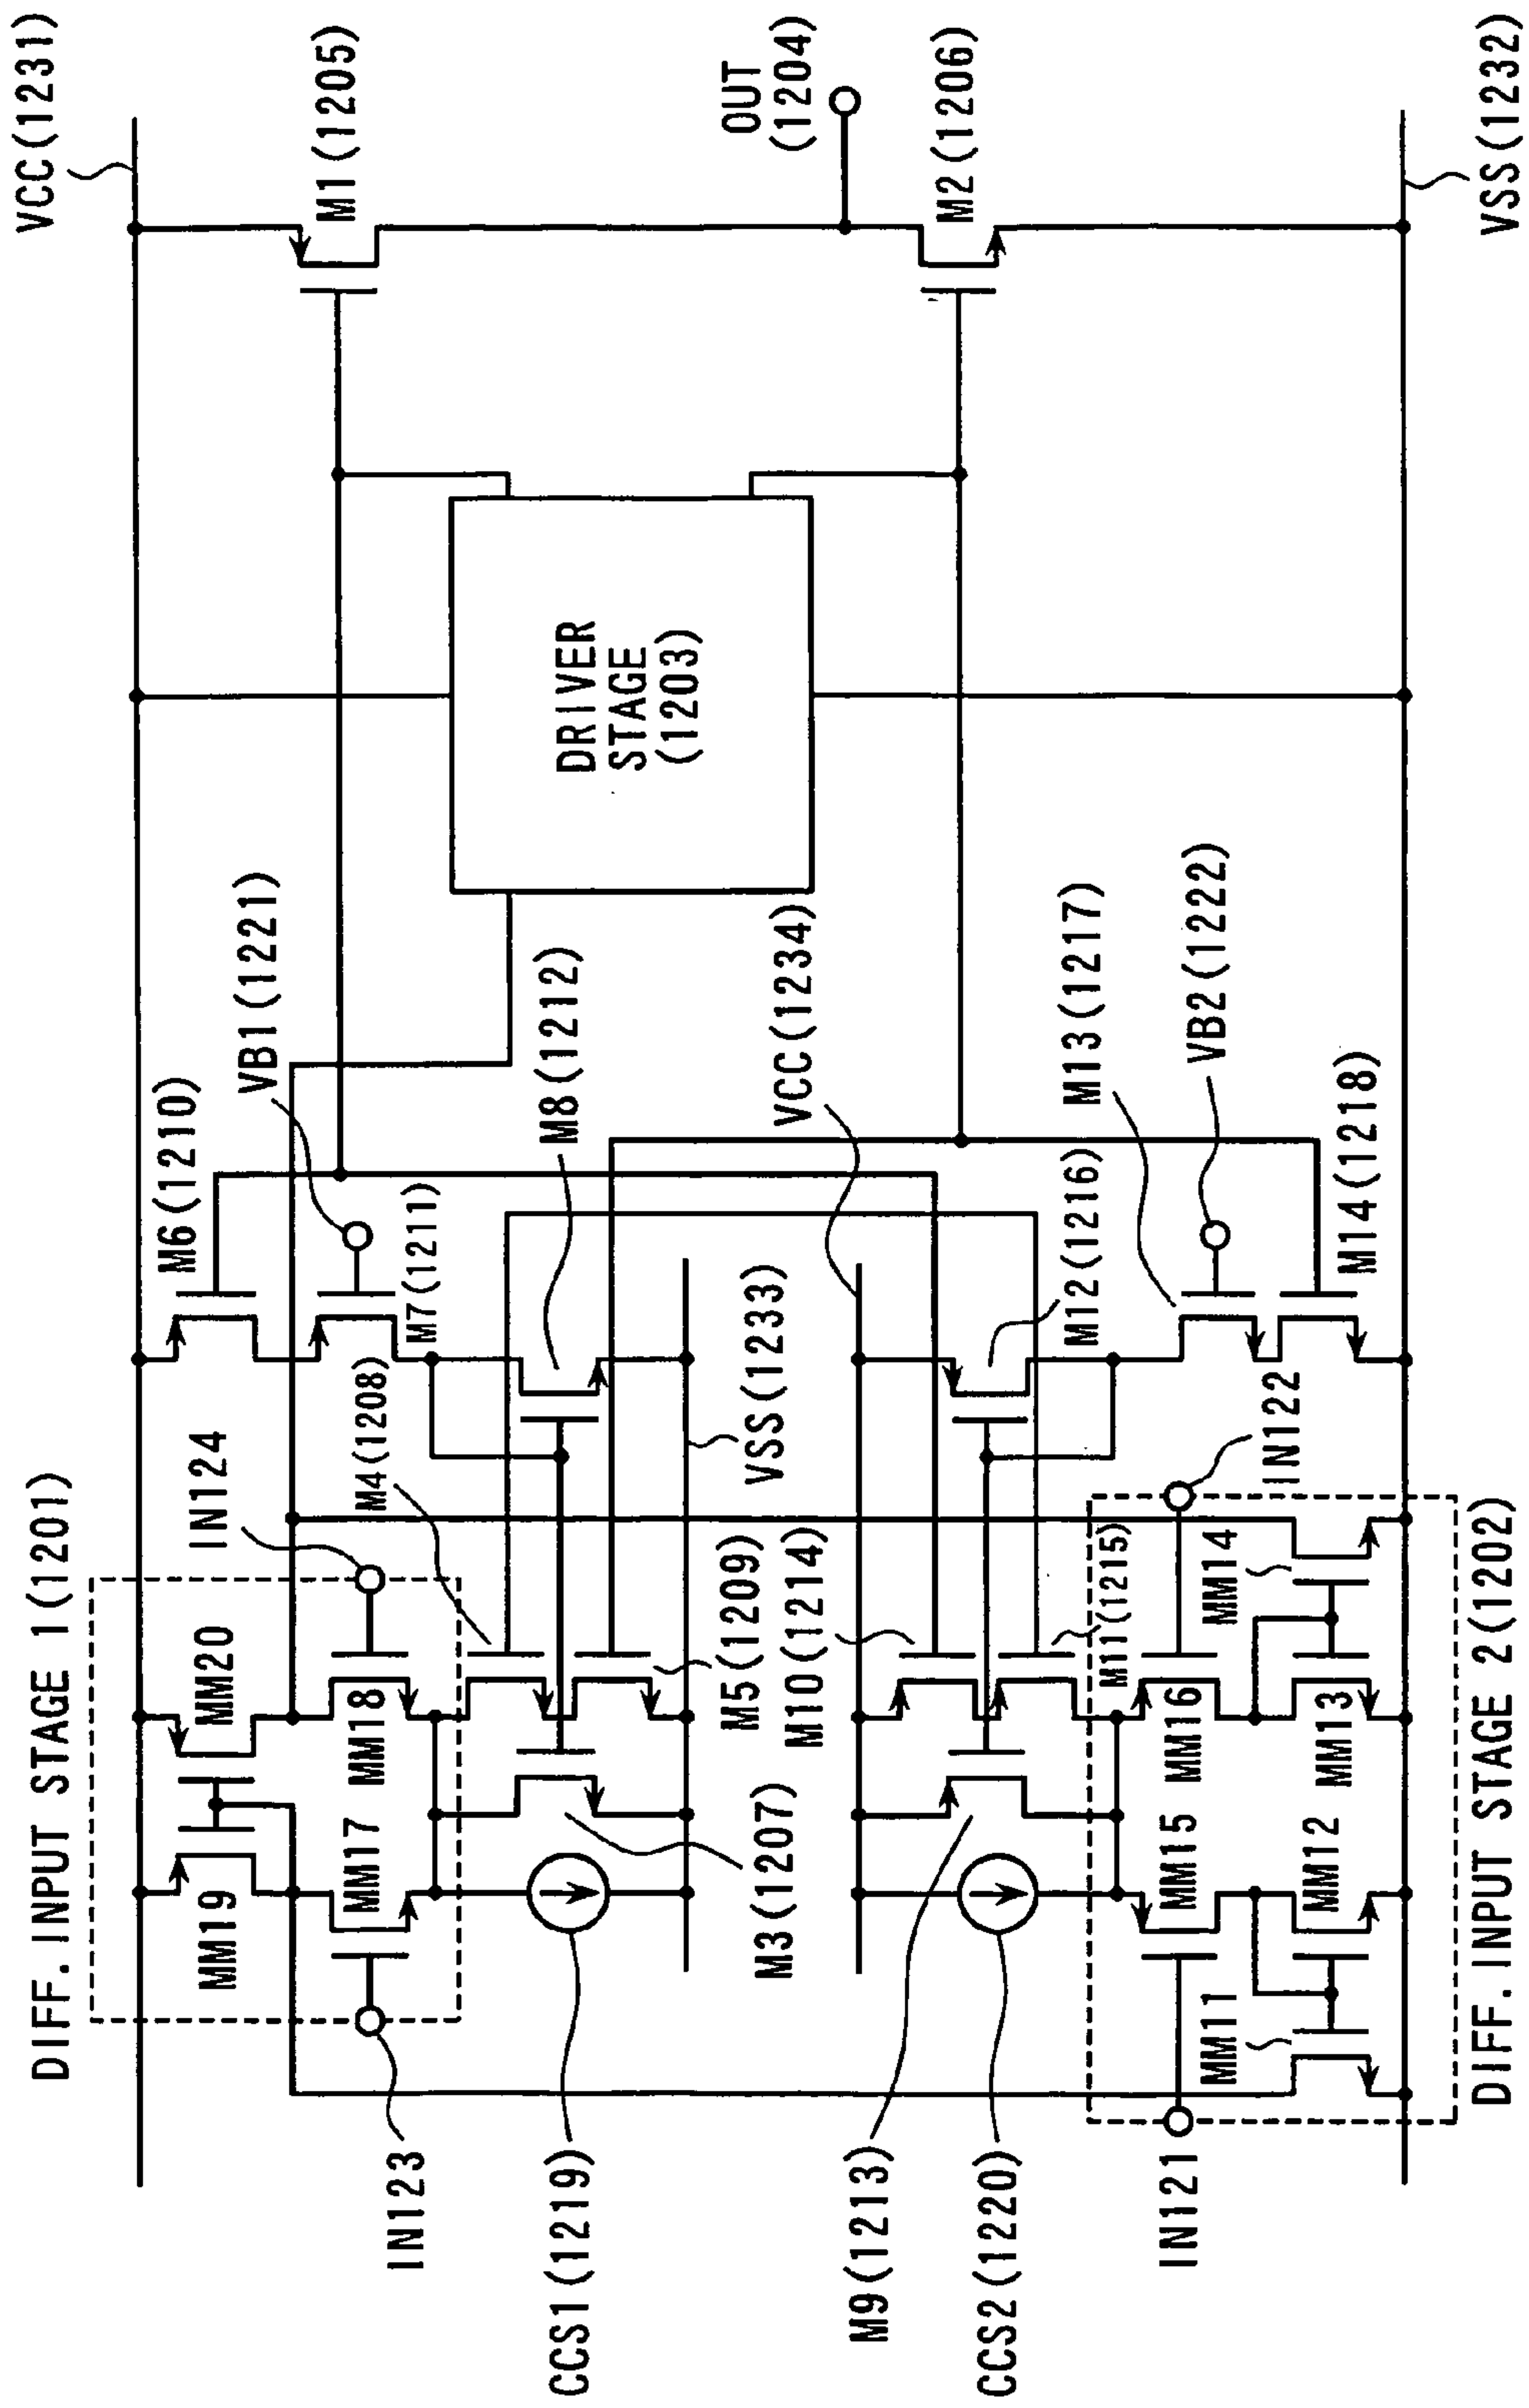 DIFF. INPUT STAGE 1(1201)
VCC(1231)
MM20
IN124
M6(1210)
VB1(1221)
MM19
MM18
MM17
M4(1208)
M7(1211)
M8(1212)
M1(1205)
IN123
CCS1(1219)
M3(1207)
M5(1209)
VSS(1233)
DRIVER
STAGE
(1203)
OUT
(1204)
M9(1213)
M10(1214)
VCC(1234)
M12(1216)
M13(1217)
M2(1206)
CCS2(1220)
M11(1215)
MM15
MM16
MM14
IN122
VB2(1222)
IN121
MM11
MM12
MM13
M14(1218)
DIFF. INPUT STAGE 2(1202)
VSS(1232)